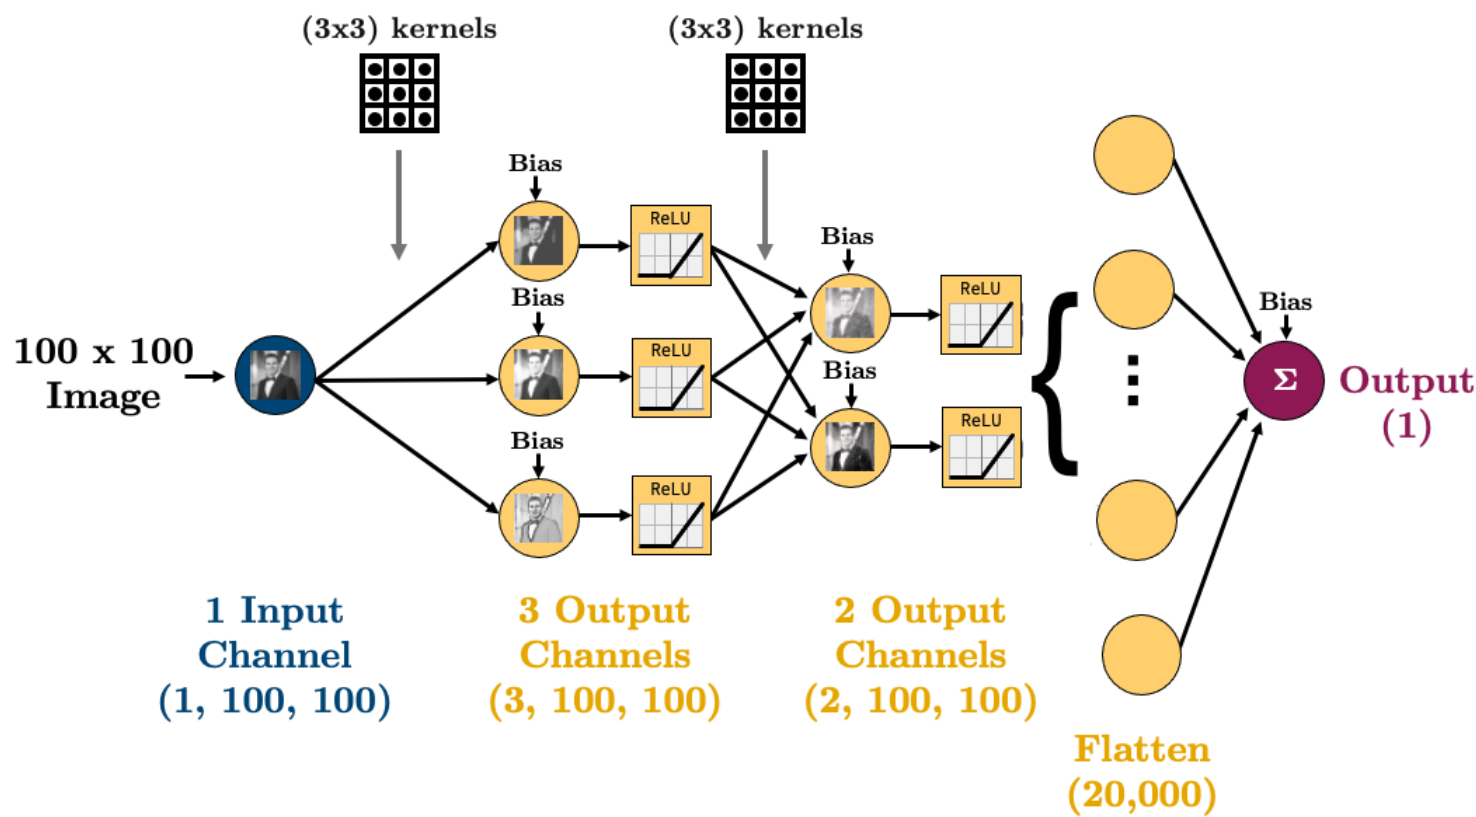 (3x3) kernels
(3x3) kernels
Bias
ReLU
Bias
ReLU
Bias
ReLU
Bias
ReLU
Bias
ReLU
Bias
Σ
100 x 100
Image
Output
(1)
1 Input
Channel
(1, 100, 100)
3 Output
Channels
(3, 100, 100)
2 Output
Channels
(2, 100, 100)
Flatten
(20,000)